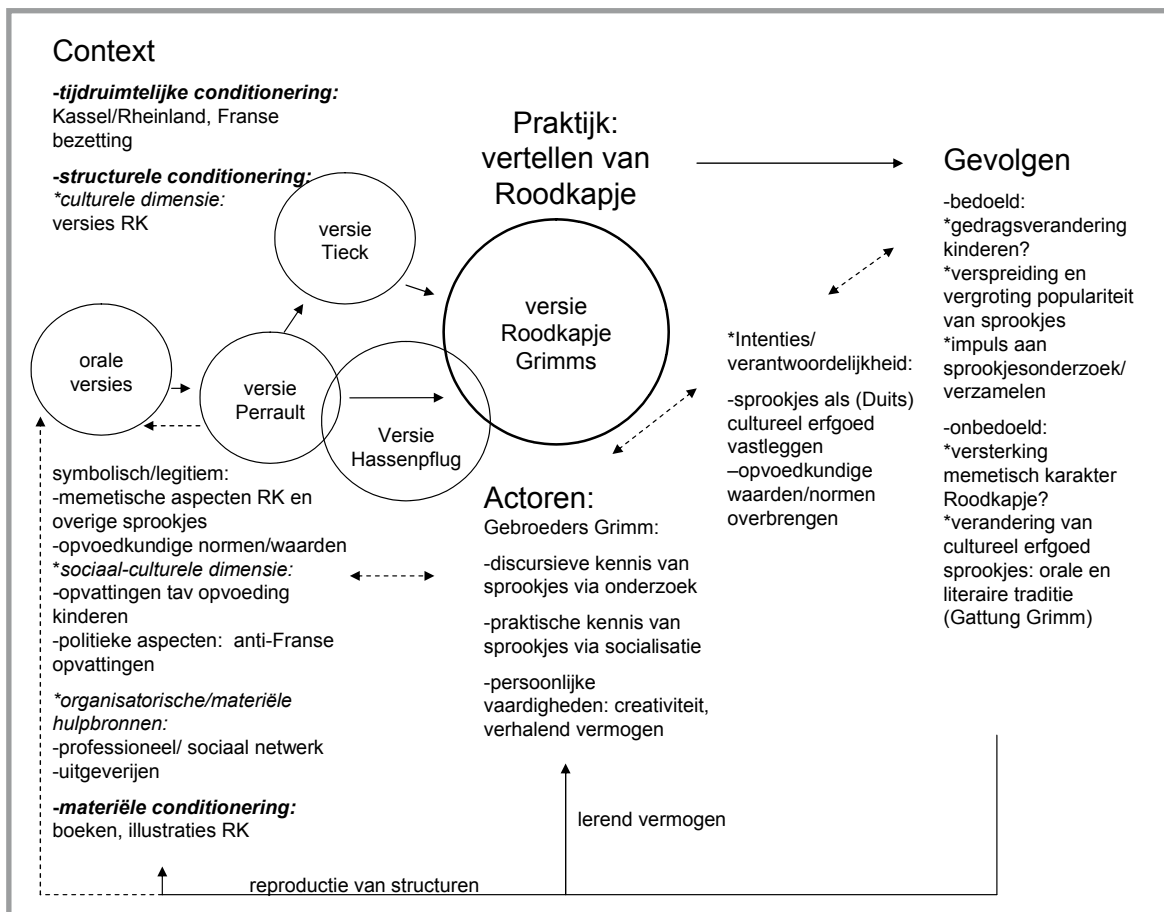 Context
-tijdruimtelijke conditionering:
Kassel/Rheinland, Franse
bezetting
-structurele conditionering:
*culturele dimensie:
versies RK
versie
Tieck
orale
versies
versie
Perrault
Versie
Hassenpflug
symbolisch/legitiem:
-memetische aspecten RK en
overige sprookjes
-opvoedkundige normen/waarden
*sociaal-culturele dimensie:
-opvattingen tav opvoeding
kinderen
-politieke aspecten: anti-Franse
opvattingen
*organisatorische/materiële
hulpbronnen:
-professioneel/ sociaal netwerk
-uitgeverijen
-materiële conditionering:
boeken, illustraties RK
Praktijk:
vertellen van
Roodkapje
versie
Roodkapje
Grimms
Actoren:
Gebroeders Grimm:
-discursieve kennis van
sprookjes via onderzoek
-praktische kennis van
sprookjes via socialisatie
-persoonlijke
vaardigheden: creativiteit,
verhalend vermogen
*Intenties/
verantwoordelijkheid:
-sprookjes als (Duits)
cultureel erfgoed
vastleggen
–opvoedkundige
waarden/normen
overbrengen
Gevolgen
-bedoeld:
*gedragsverandering
kinderen?
*verspreiding en
vergroting populariteit
van sprookjes
*impuls aan
sprookjesonderzoek/
verzamelen
-onbedoeld:
*versterking
memetisch karakter
Roodkapje?
*verandering van
cultureel erfgoed
sprookjes: orale en
literaire traditie
(Gattung Grimm)
lerend vermogen
reproductie van structuren